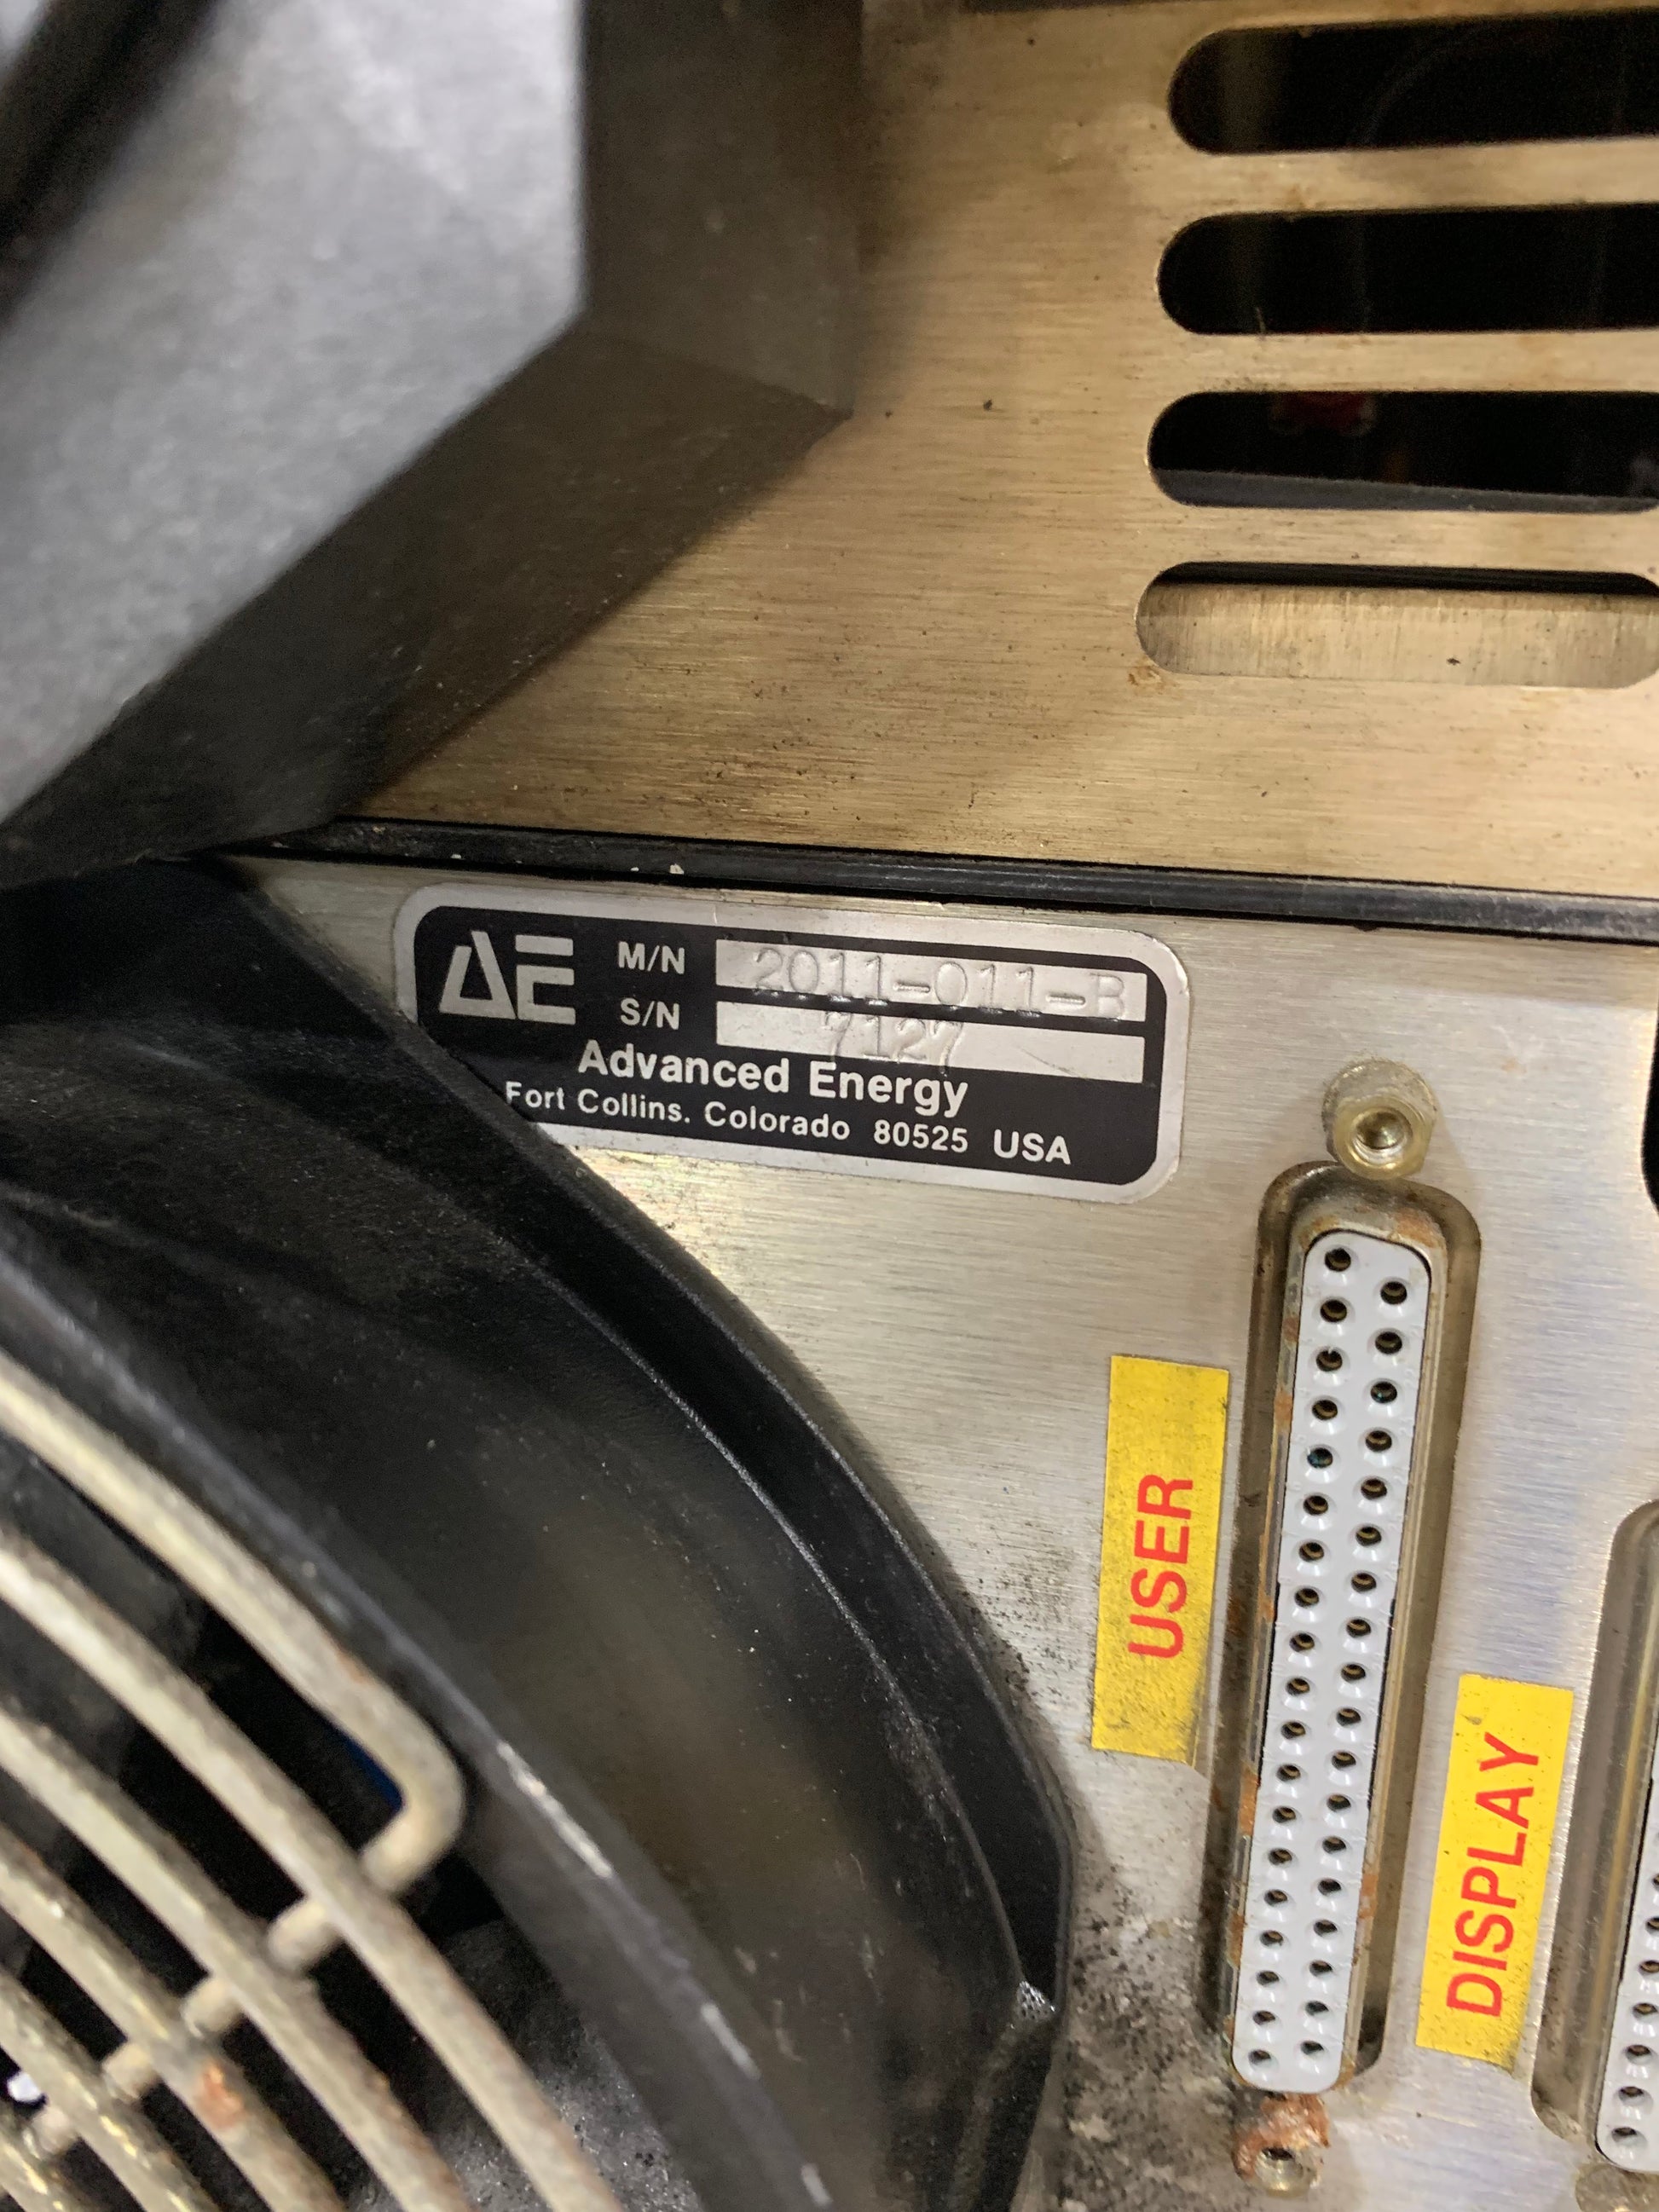 AE
M/N 2011-011-B
S/N 7127
Advanced Energy
Fort Collins. Colorado 80525 USA
USER
DISPLAY